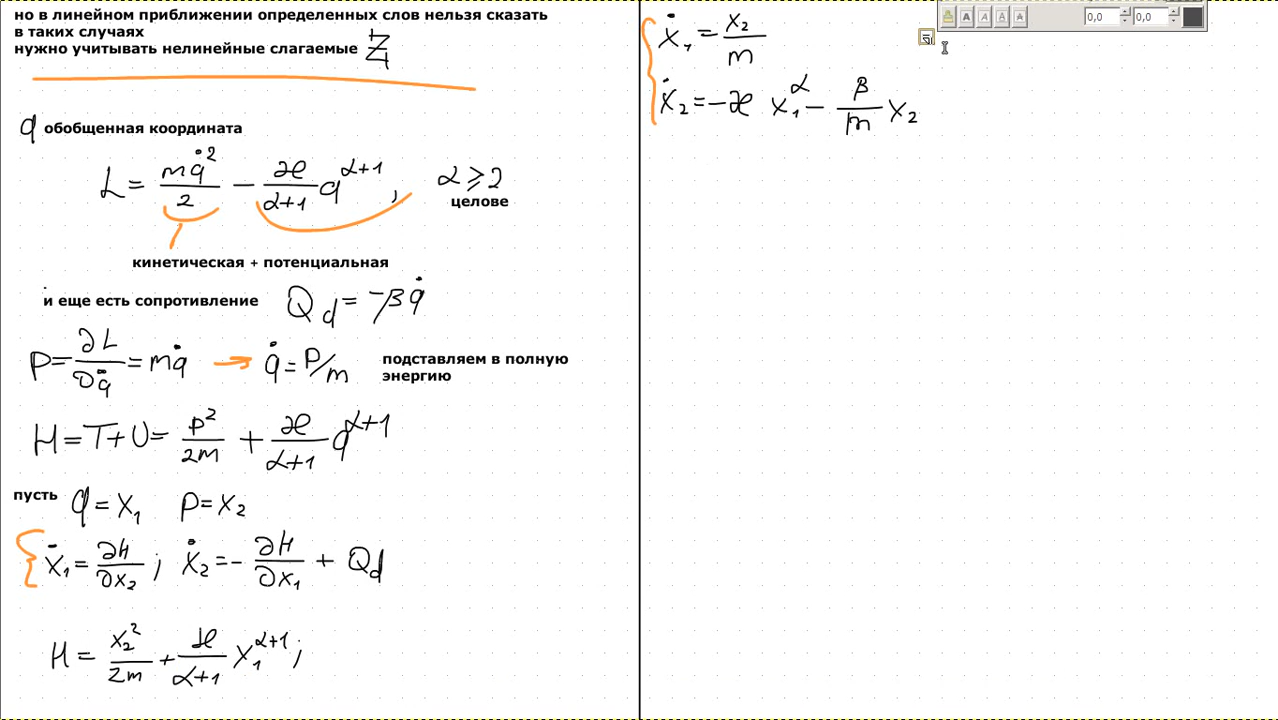 но в линейном приближении определенных слов нельзя сказать
в таких случаях
нужно учитывать нелинейные слагаемые
q обобщенная координата
L = mq̇²/2 − æ/(α+1) q^(α+1), α ⩾ 2
целове
кинетическая + потенциальная
и еще есть сопротивление Q_d = −βq̇
P = ∂L/∂q̇ = mq̇ → q̇ = P/m подставляем в полную
энергию
H = T + U = P²/2m + æ/(α+1) q^(α+1)
пусть q = x₁ P = x₂
{ ẋ₁ = ∂H/∂x₂ ; ẋ₂ = − ∂H/∂x₁ + Q_d
H = x₂²/2m + æ/(α+1) x₁^(α+1) ;
ẋ₁ = x₂/m
ẋ₂ = −æ x₁^α − β/m x₂
A A A A 0,0 0,0